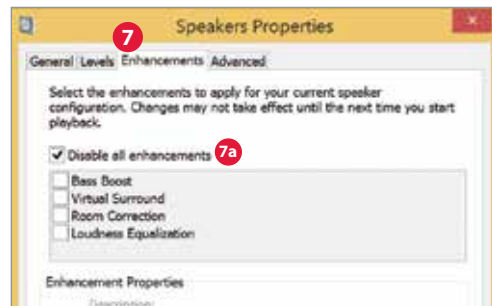 Speakers Properties
7
General Levels Enhancements Advanced
Select the enhancements to apply for your current speeker
configuration. Changes may not take effect until the next time you start
playback.
Disable all enhancements 7a
Bass Boost
Virtual Surround
Room Correction
Loudness Equalization
Enhancement Properties
Description: